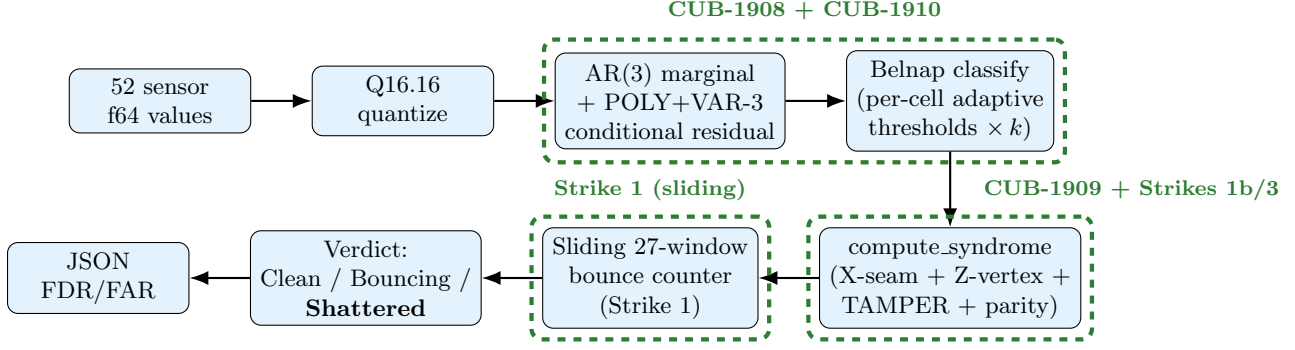 CUB-1908 + CUB-1910
52 sensor
f64 values
Q16.16
quantize
AR(3) marginal
+ POLY+VAR-3
conditional residual
Belnap classify
(per-cell adaptive
thresholds × k)
Strike 1 (sliding)
CUB-1909 + Strikes 1b/3
JSON
FDR/FAR
Verdict:
Clean / Bouncing /
Shattered
Sliding 27-window
bounce counter
(Strike 1)
compute_syndrome
(X-seam + Z-vertex +
TAMPER + parity)